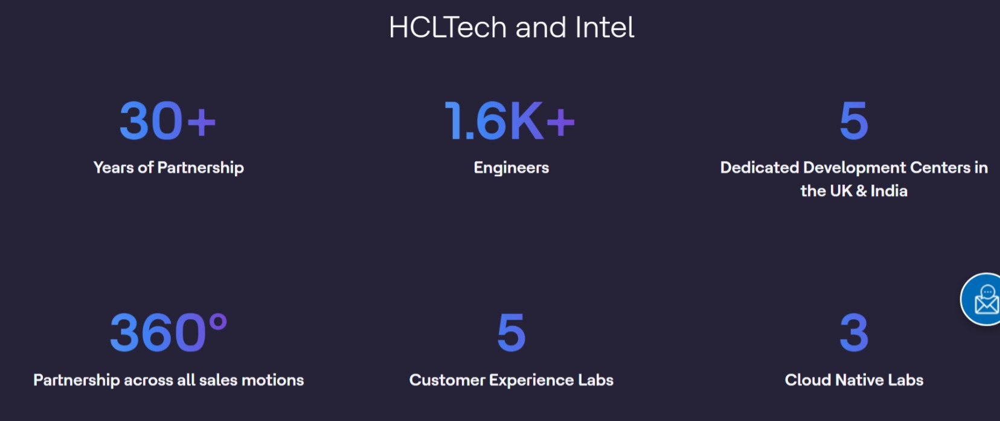 HCLTech and Intel
30+
Years of Partnership
1.6K+
Engineers
5
Dedicated Development Centers in
the UK & India
360°
Partnership across all sales motions
5
Customer Experience Labs
3
Cloud Native Labs